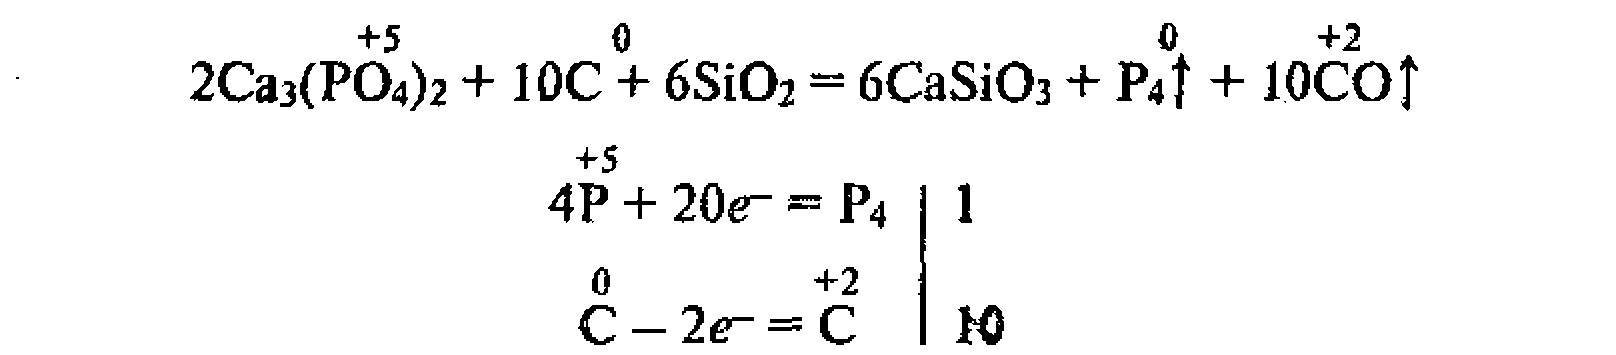 +5 0 0 +2
2Ca₃(PO₄)₂ + 10C + 6SiO₂ = 6CaSiO₃ + P₄↑ + 10CO↑
+5
4P + 20e⁻ = P₄ | 1
0 +2
C – 2e⁻ = C | 10